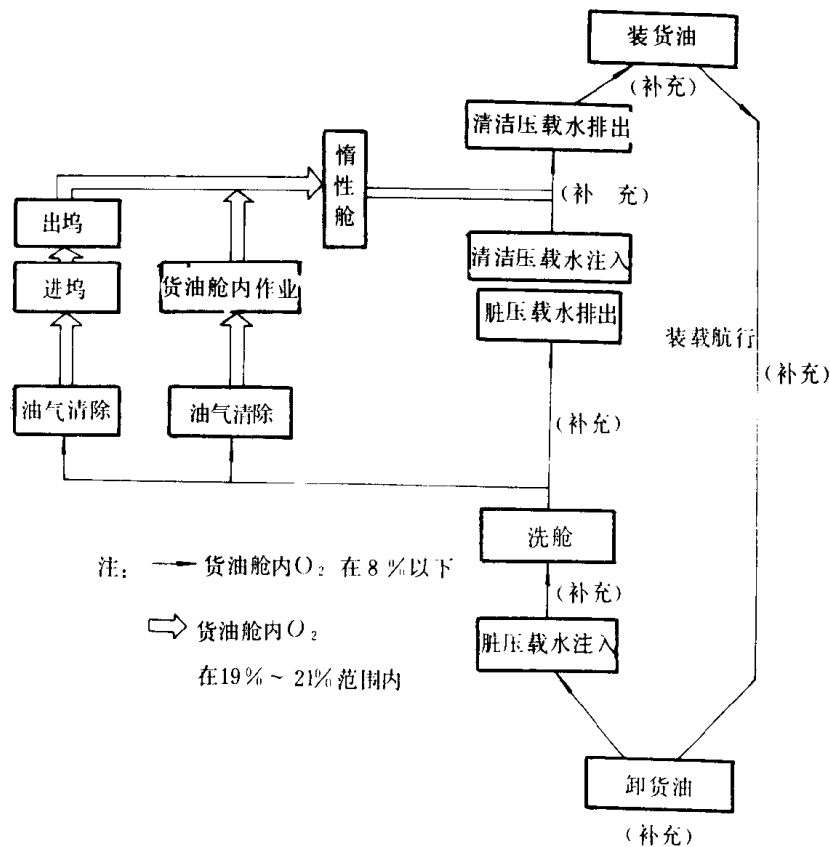 装货油
(补充)
清洁压载水排出
惰性舱
(补 充)
出坞
清洁压载水注入
进坞
货油舱内作业
脏压载水排出
装载航行
(补充)
油气清除
油气清除
(补充)
洗舱
注: → 货油舱内O₂ 在8%以下
(补充)
⇨ 货油舱内O₂
脏压载水注入
在19%~21%范围内
卸货油
(补充)